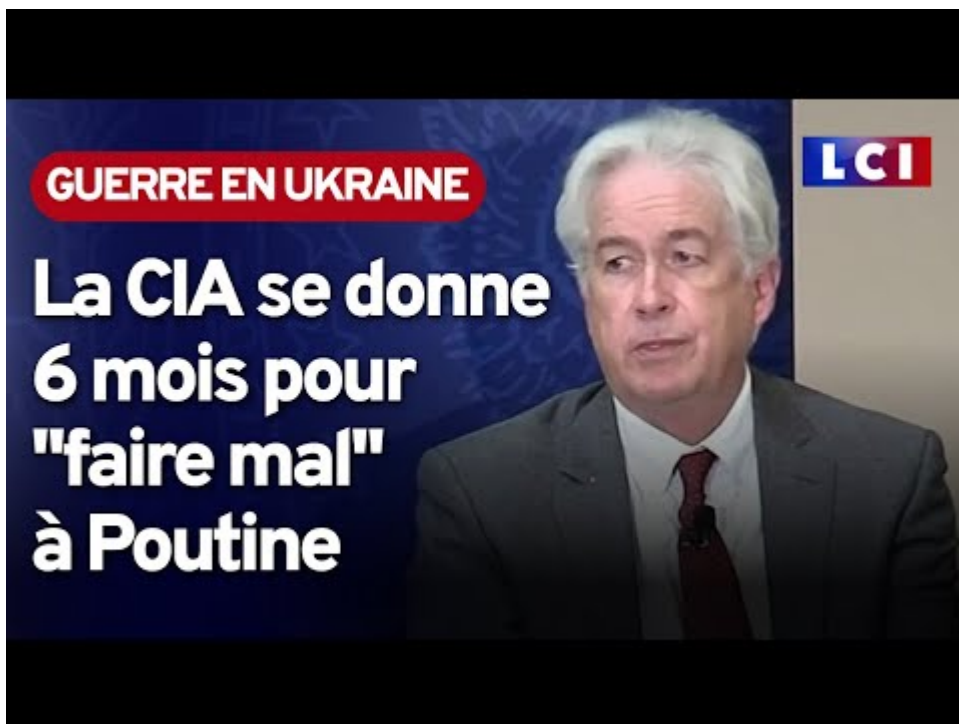 GUERRE EN UKRAINE
LCI
La CIA se donne
6 mois pour
"faire mal"
à Poutine